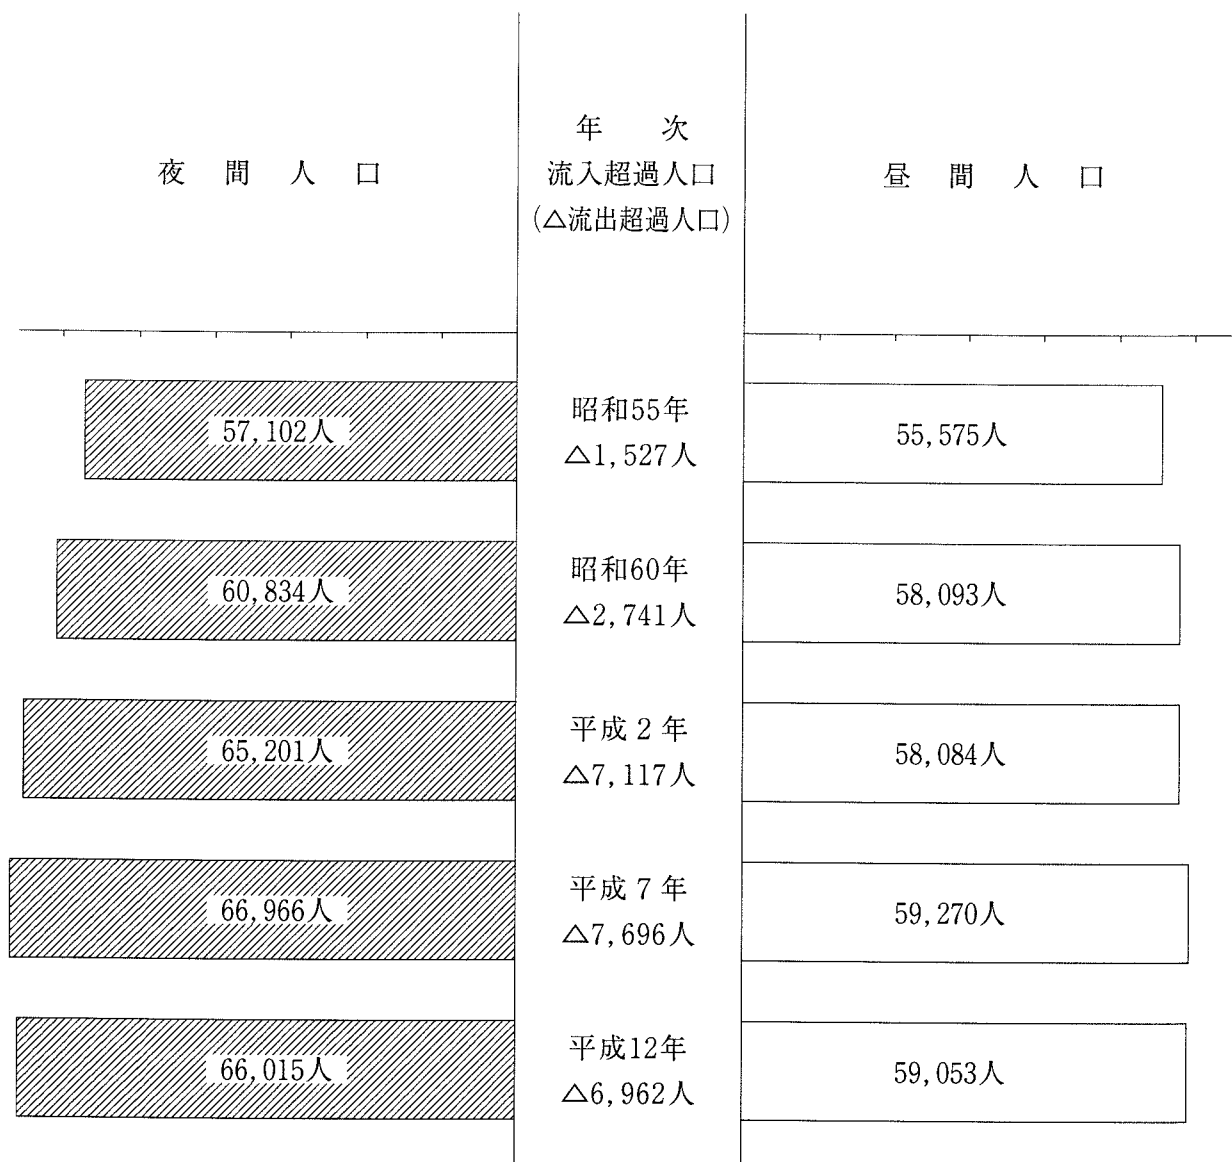 夜間人口
年次
流入超過人口
(△流出超過人口)
昼間人口
57,102人
昭和55年
△1,527人
55,575人
60,834人
昭和60年
△2,741人
58,093人
65,201人
平成2年
△7,117人
58,084人
66,966人
平成7年
△7,696人
59,270人
66,015人
平成12年
△6,962人
59,053人